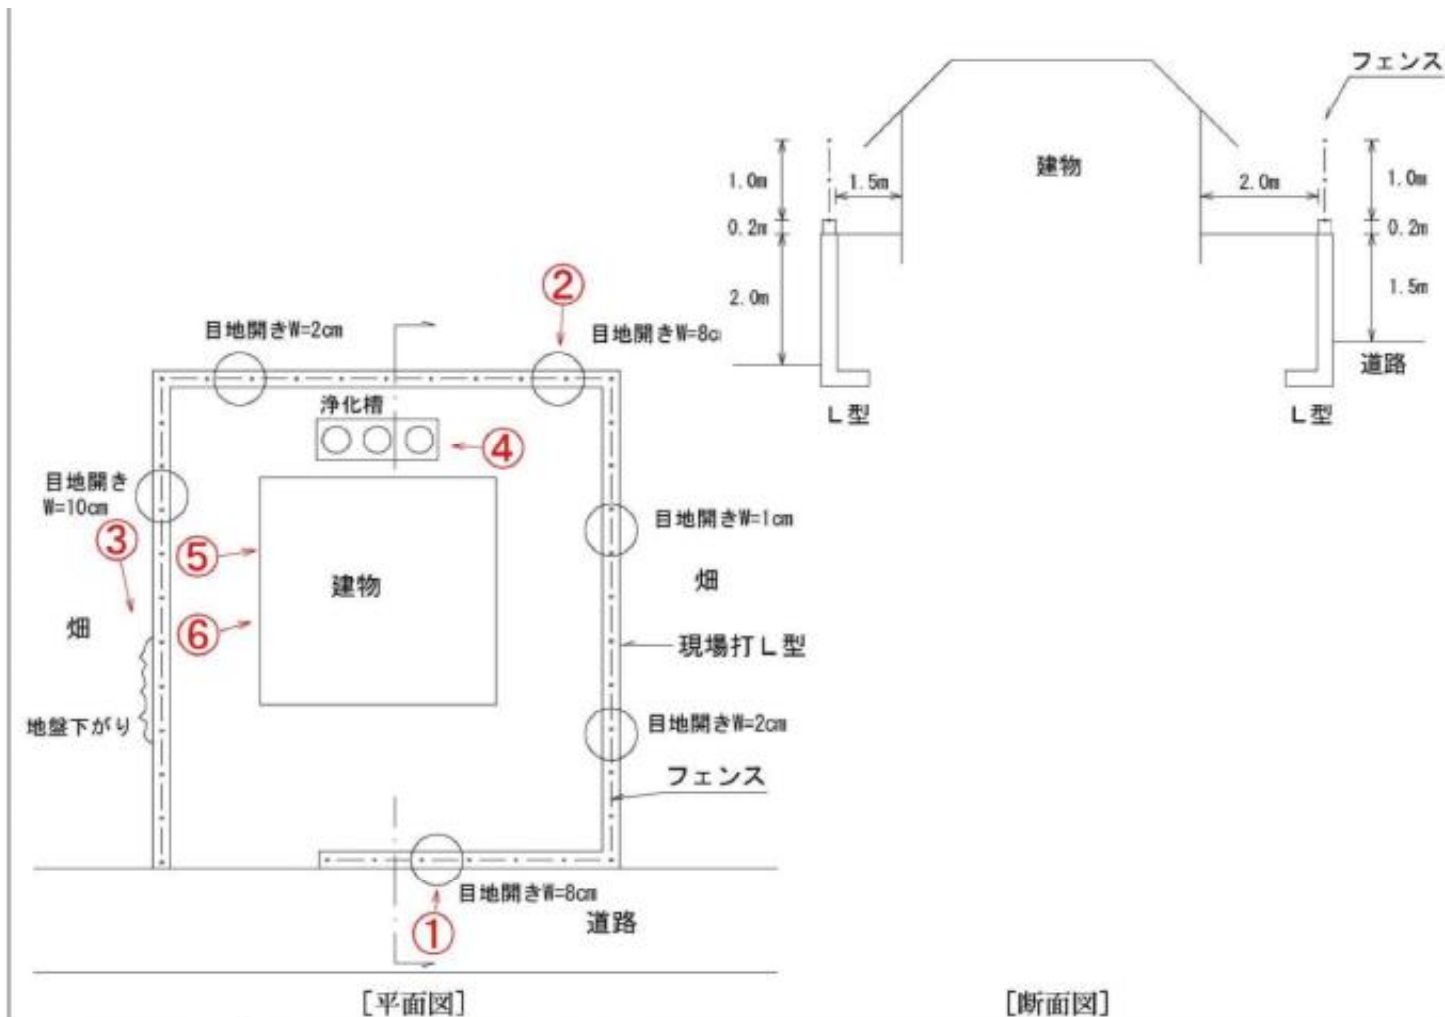 フェンス
建物
1.0m
1.5m
2.0m
1.0m
0.2m
0.2m
2.0m
1.5m
道路
L型
L型
②
目地開きW=2cm
目地開きW=8c
浄化槽
④
目地開き
W=10cm
③
⑤
目地開きW=1cm
建物
畑
畑
⑥
現場打L型
地盤下がり
目地開きW=2cm
フェンス
目地開きW=8cm
①
道路
[平面図]
[断面図]